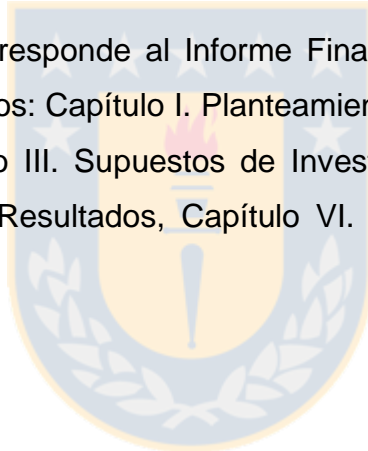 responde al Informe Fina
os: Capítulo I. Planteamien
o III. Supuestos de Invest
Resultados, Capítulo VI.